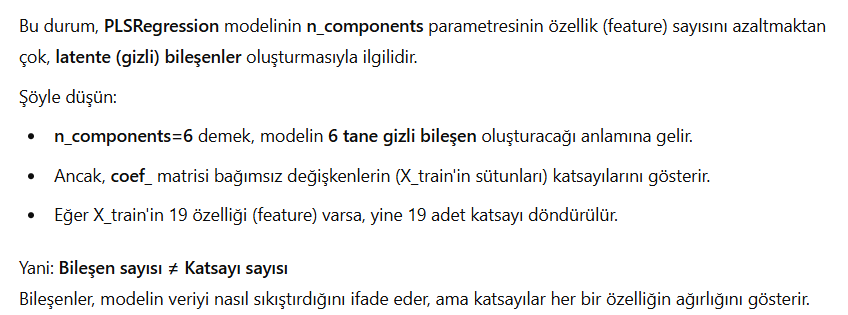 Bu durum, PLSRegression modelinin n_components parametresinin özellik (feature) sayısını azaltmaktan
çok, latente (gizli) bileşenler oluşturmasıyla ilgilidir.
Şöyle düşün:
• n_components=6 demek, modelin 6 tane gizli bileşen oluşturacağı anlamına gelir.
• Ancak, coef_ matrisi bağımsız değişkenlerin (X_train'in sütunları) katsayılarını gösterir.
• Eğer X_train'in 19 özelliği (feature) varsa, yine 19 adet katsayı döndürülür.
Yani: Bileşen sayısı ≠ Katsayı sayısı
Bileşenler, modelin veriyi nasıl sıkıştırdığını ifade eder, ama katsayılar her bir özelliğin ağırlığını gösterir.